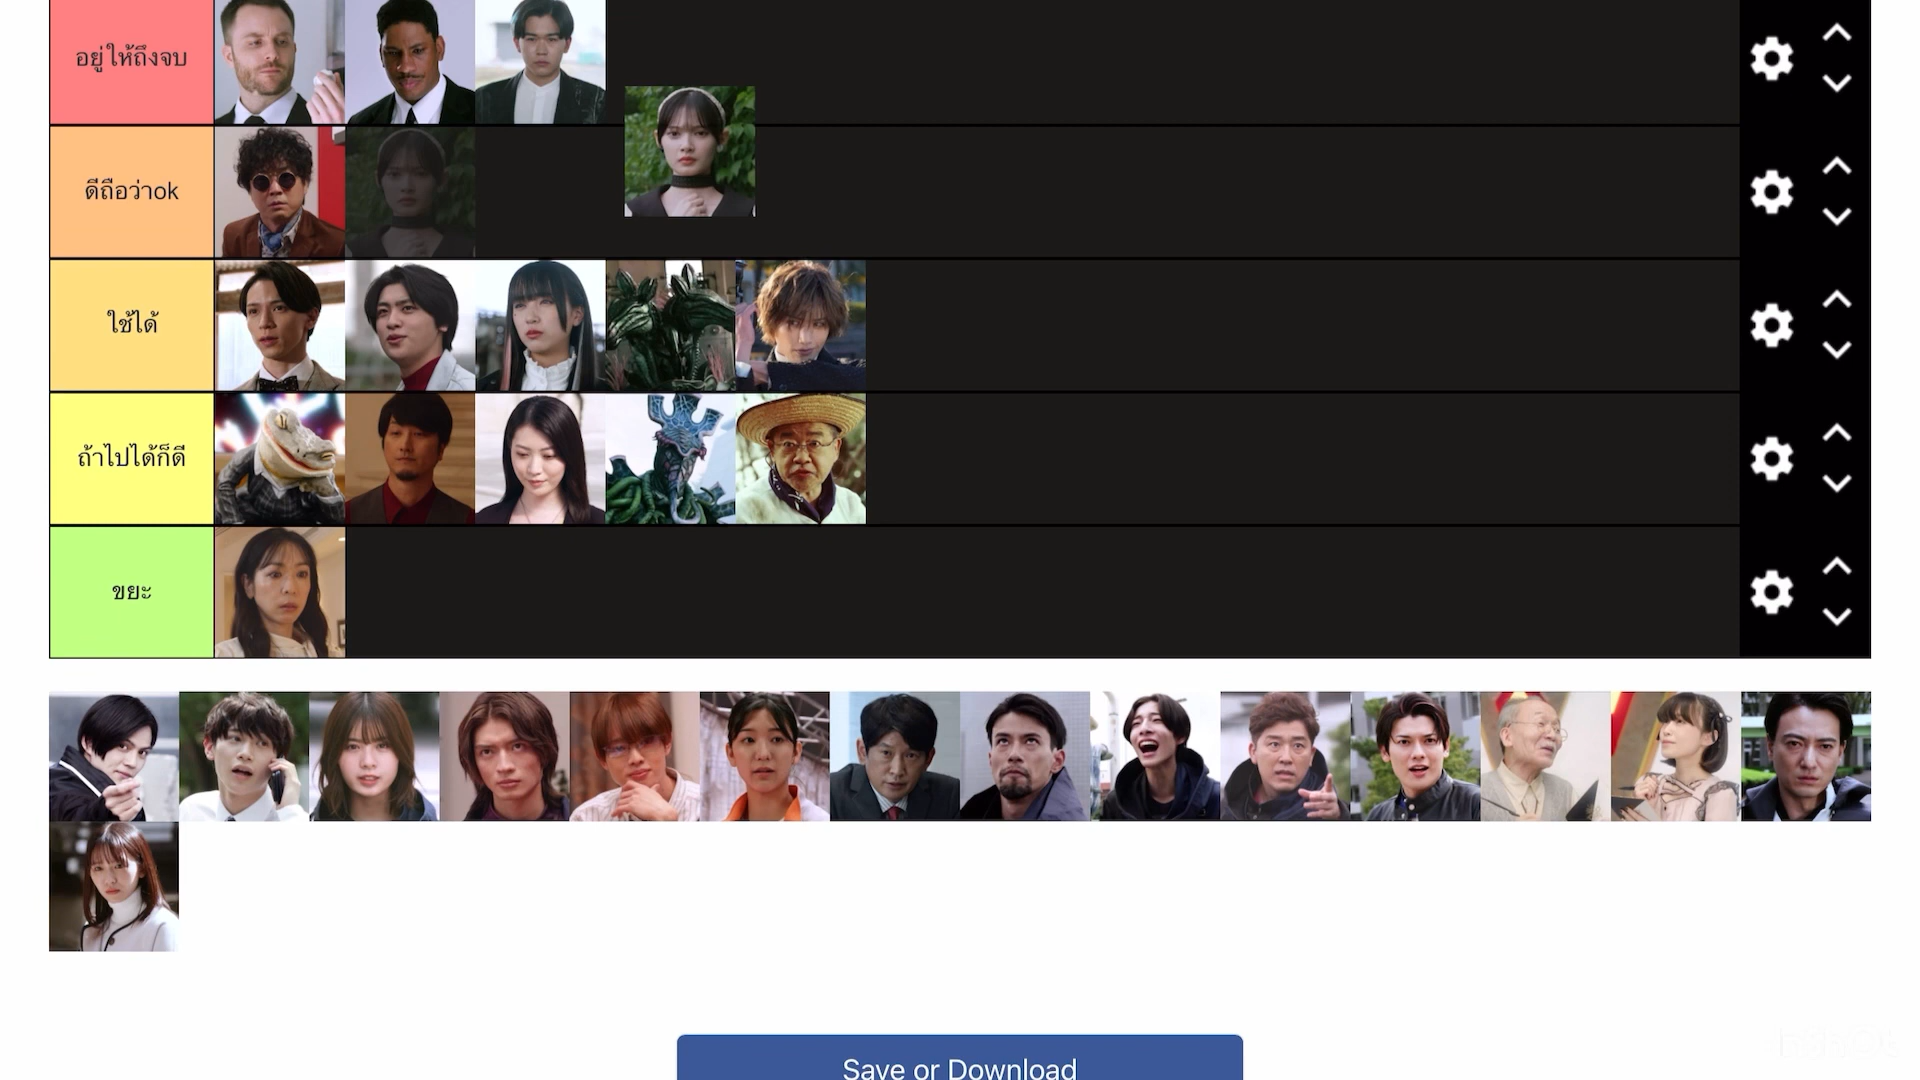 อยู่ให้ถึงจบ
ดีถือว่าok
ใช้ได้
ถ้าไปได้ก็ดี
ขยะ
Save or Download